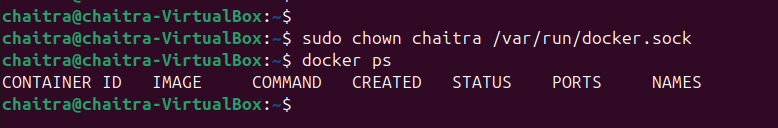 chaitra@chaitra-VirtualBox:~$
chaitra@chaitra-VirtualBox:~$ sudo chown chaitra /var/run/docker.sock
chaitra@chaitra-VirtualBox:~$ docker ps
CONTAINER ID   IMAGE     COMMAND   CREATED   STATUS    PORTS     NAMES
chaitra@chaitra-VirtualBox:~$